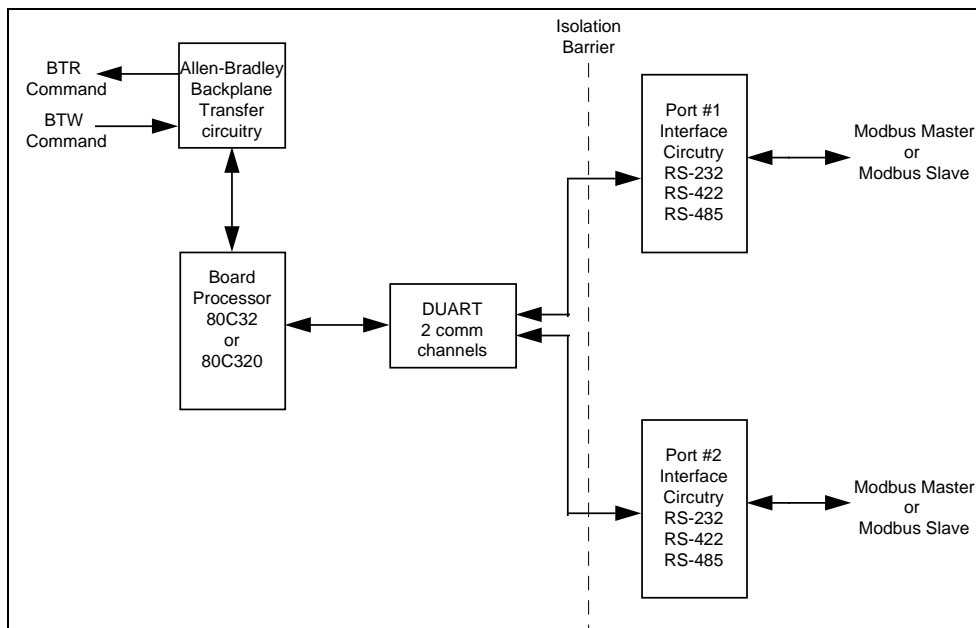 Isolation
Barrier
BTR
Command
BTW
Command
Allen-Bradley
Backplane
Transfer
circuitry
Port #1
Interface
Circutry
RS-232
RS-422
RS-485
Modbus Master
or
Modbus Slave
Board
Processor
80C32
or
80C320
DUART
2 comm
channels
Port #2
Interface
Circutry
RS-232
RS-422
RS-485
Modbus Master
or
Modbus Slave